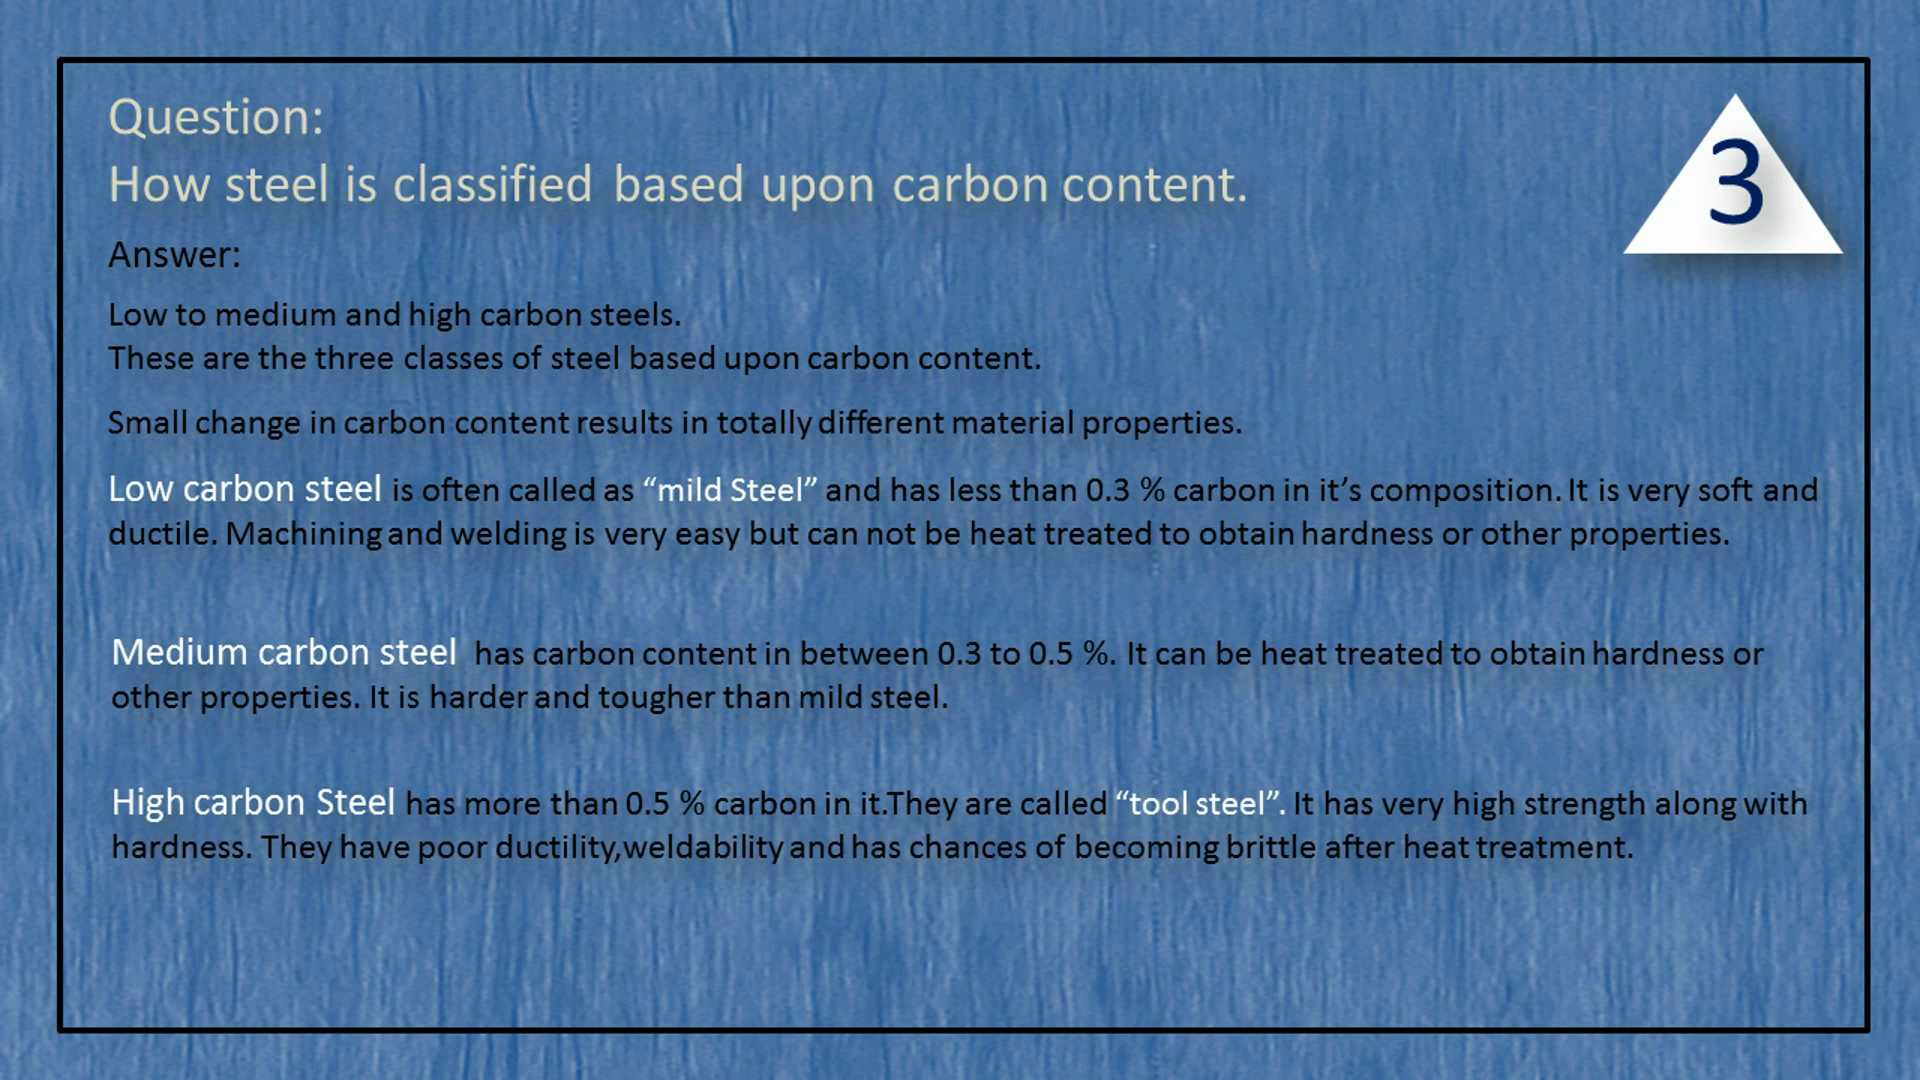 Question:
How steel is classified based upon carbon content.
3
Answer:
Low to medium and high carbon steels.
These are the three classes of steel based upon carbon content.
Small change in carbon content results in totally different material properties.
Low carbon steel is often called as “mild Steel” and has less than 0.3 % carbon in it’s composition. It is very soft and
ductile. Machining and welding is very easy but can not be heat treated to obtain hardness or other properties.
Medium carbon steel has carbon content in between 0.3 to 0.5 %. It can be heat treated to obtain hardness or
other properties. It is harder and tougher than mild steel.
High carbon Steel has more than 0.5 % carbon in it.They are called “tool steel”. It has very high strength along with
hardness. They have poor ductility,weldability and has chances of becoming brittle after heat treatment.